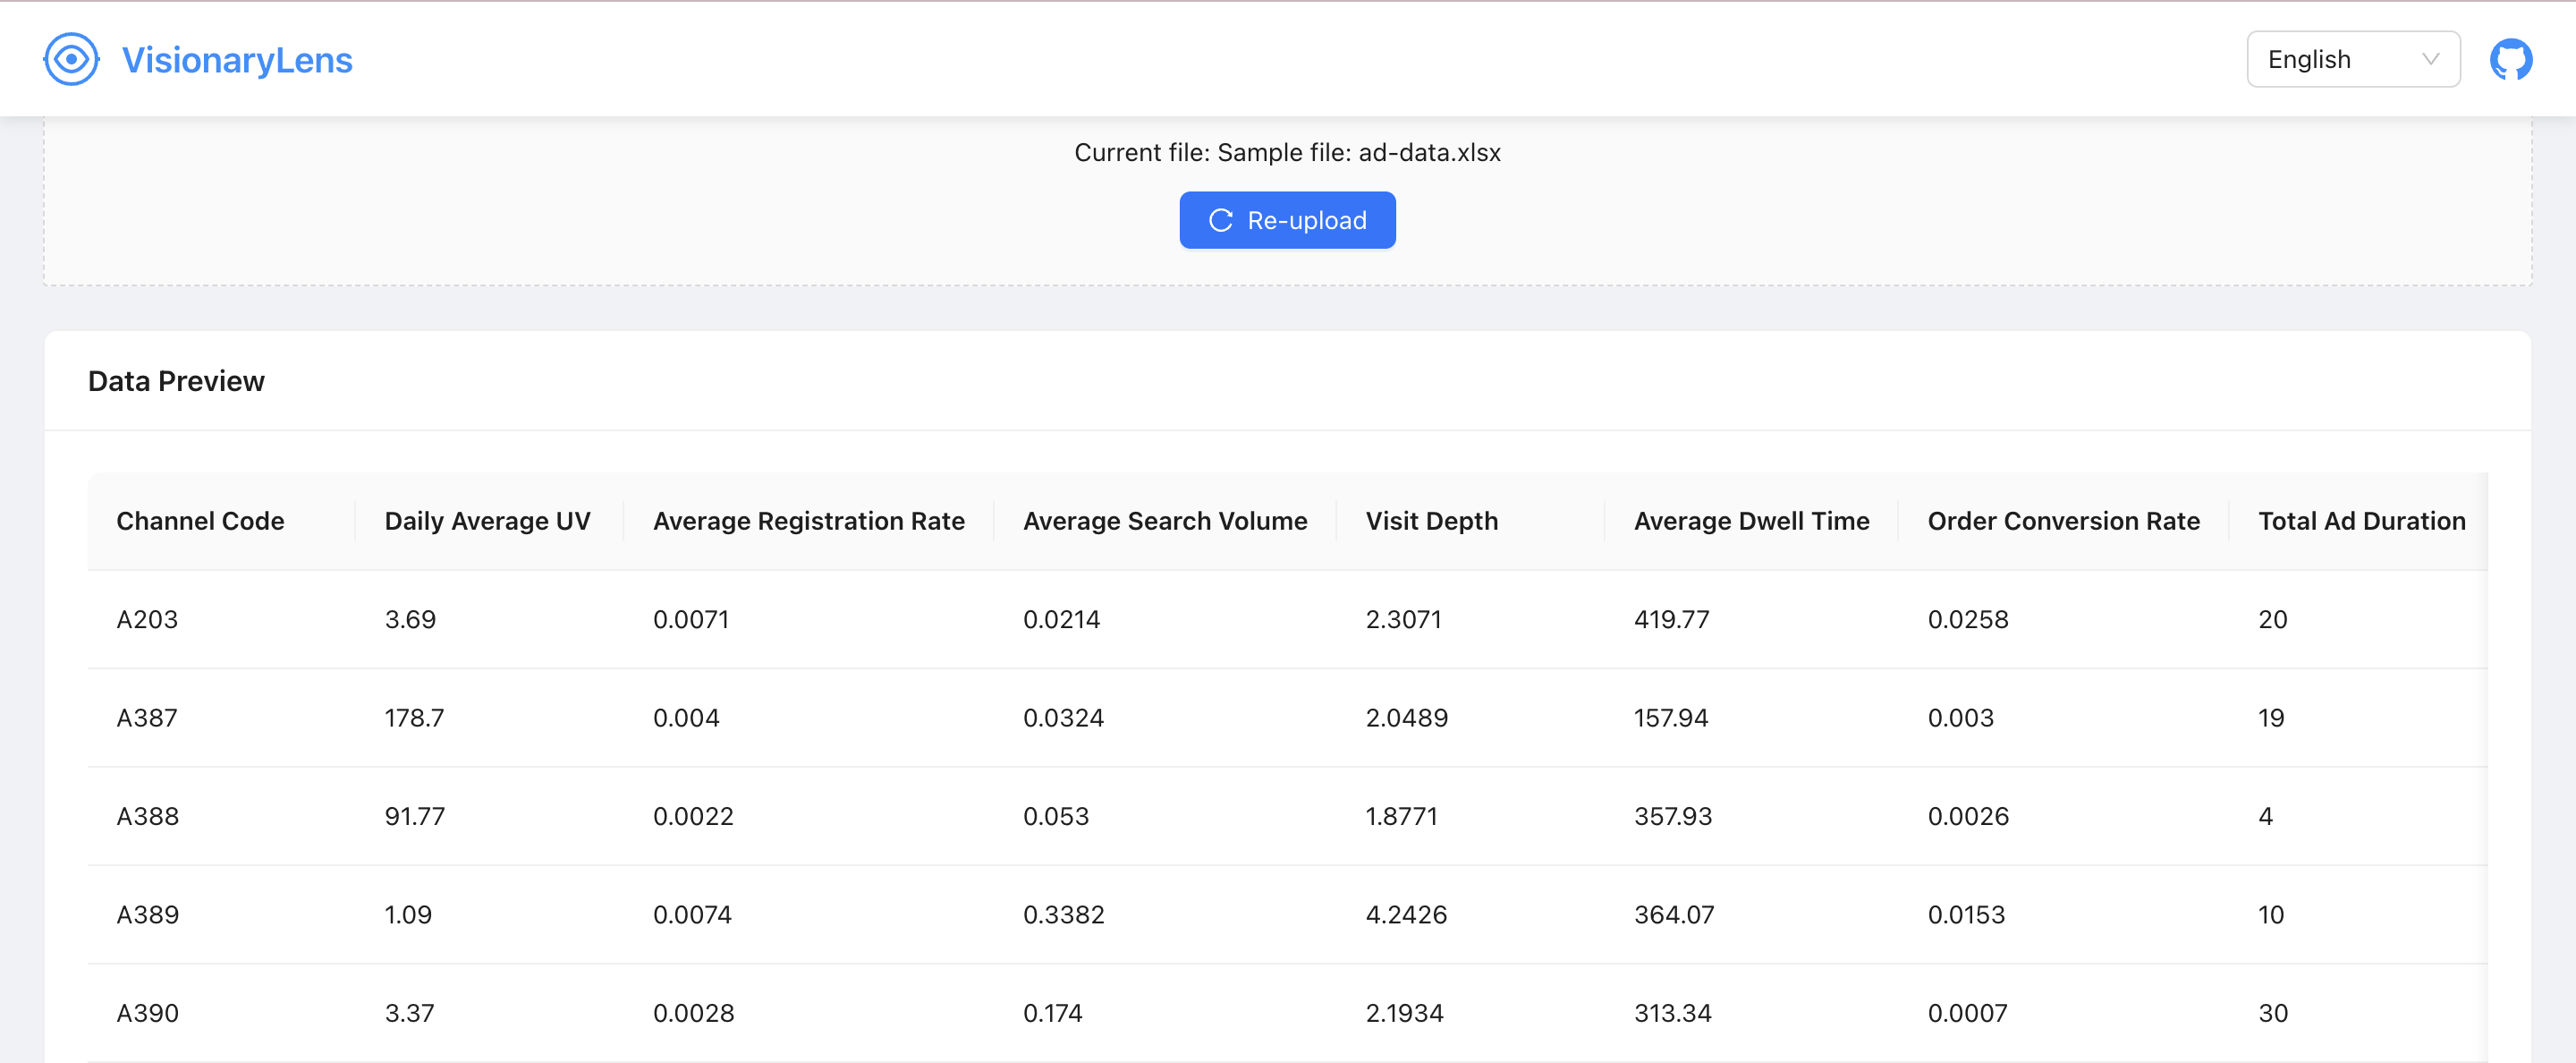 VisionaryLens
English
Current file: Sample file: ad-data.xlsx
Re-upload
Data Preview
Channel Code Daily Average UV Average Registration Rate Average Search Volume Visit Depth Average Dwell Time Order Conversion Rate Total Ad Duration
A203 3.69 0.0071 0.0214 2.3071 419.77 0.0258 20
A387 178.7 0.004 0.0324 2.0489 157.94 0.003 19
A388 91.77 0.0022 0.053 1.8771 357.93 0.0026 4
A389 1.09 0.0074 0.3382 4.2426 364.07 0.0153 10
A390 3.37 0.0028 0.174 2.1934 313.34 0.0007 30